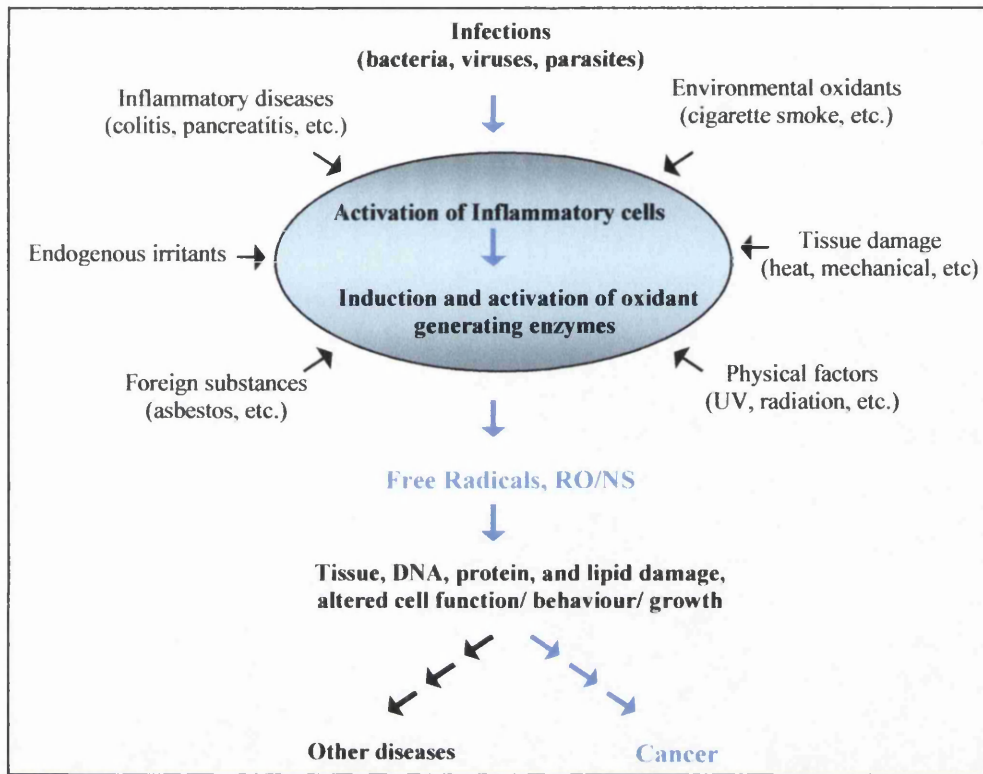 Infections
(bacteria, viruses, parasites)
Inflammatory diseases
(colitis, pancreatitis, etc.)
Environmental oxidants
(cigarette smoke, etc.)
Activation of Inflammatory cells
Endogenous irritants
Tissue damage
(heat, mechanical, etc)
Induction and activation of oxidant
generating enzymes
Foreign substances
(asbestos, etc.)
Physical factors
(UV, radiation, etc.)
Free Radicals, RO/NS
Tissue, DNA, protein, and lipid damage,
altered cell function/ behaviour/ growth
Other diseases
Cancer